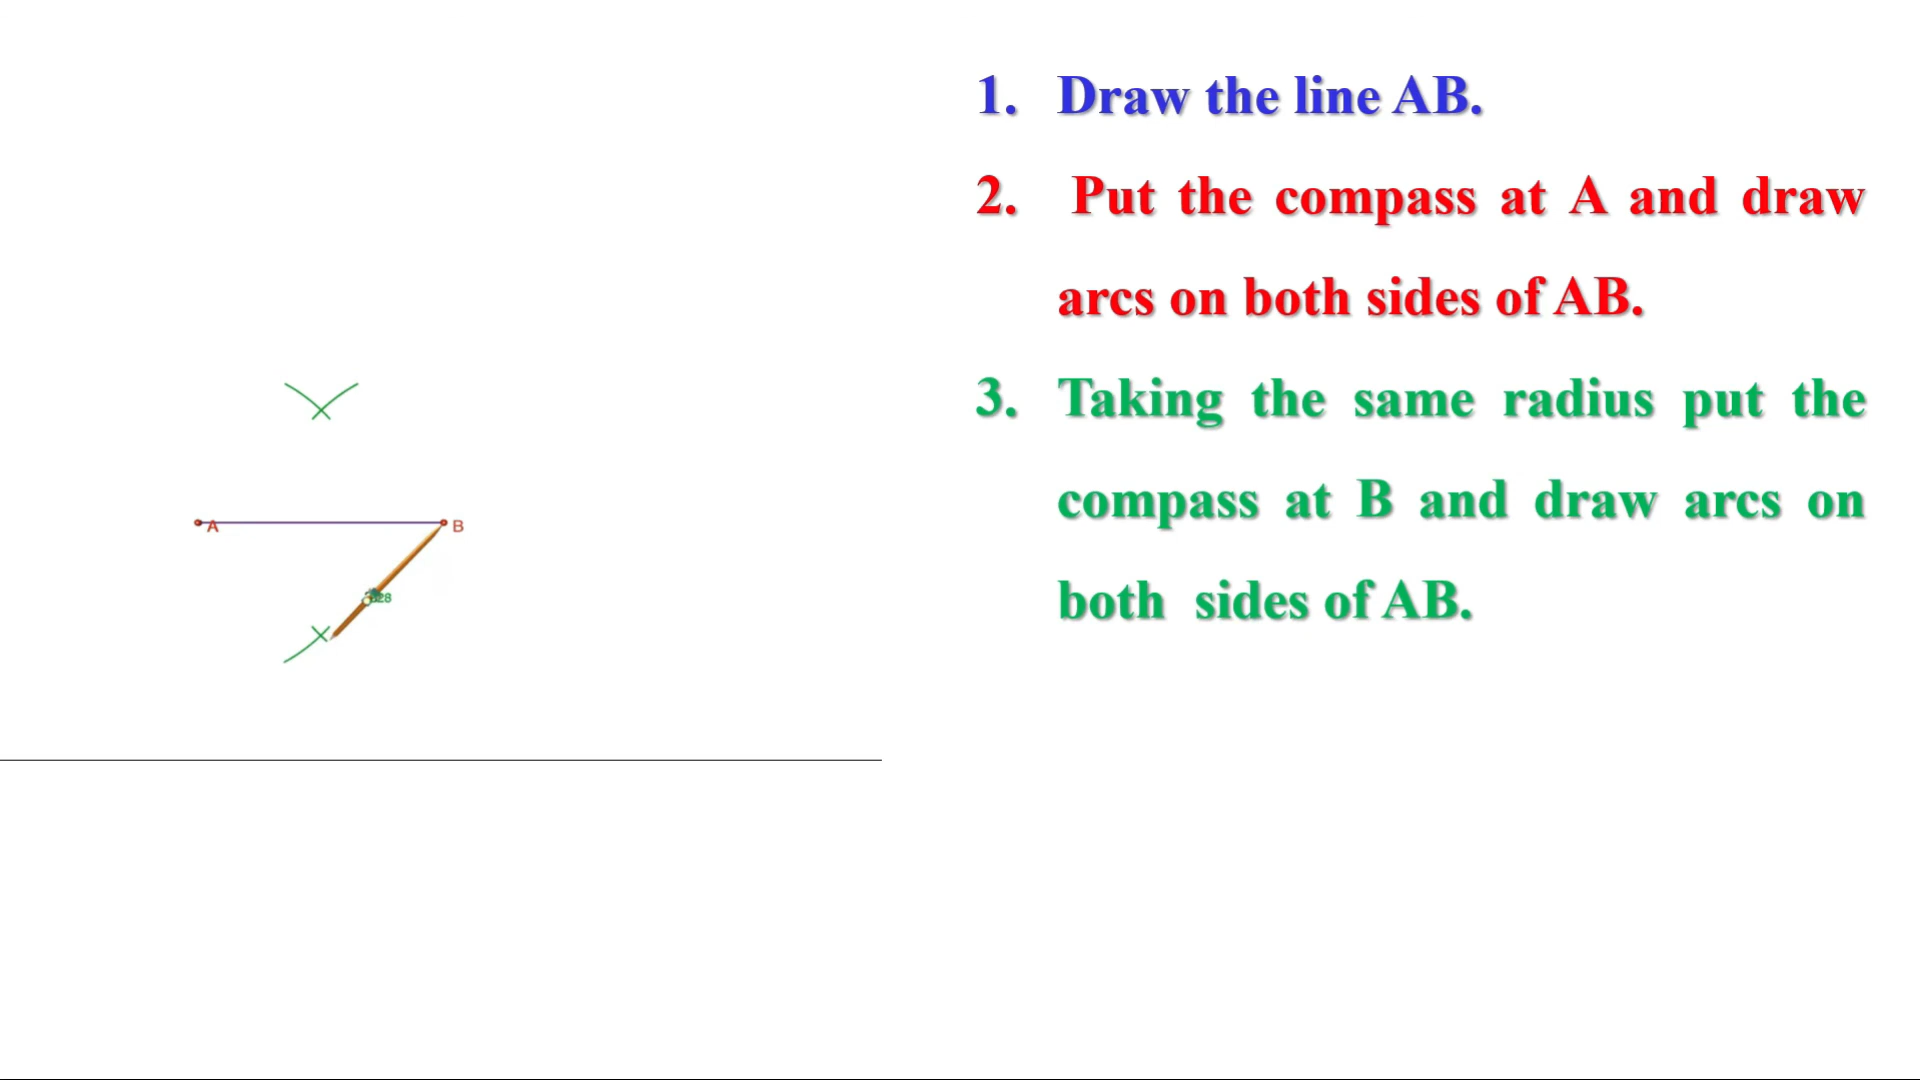 1. Draw the line AB.
2. Put the compass at A and draw
arcs on both sides of AB.
3. Taking the same radius put the
compass at B and draw arcs on
both sides of AB.
A
B